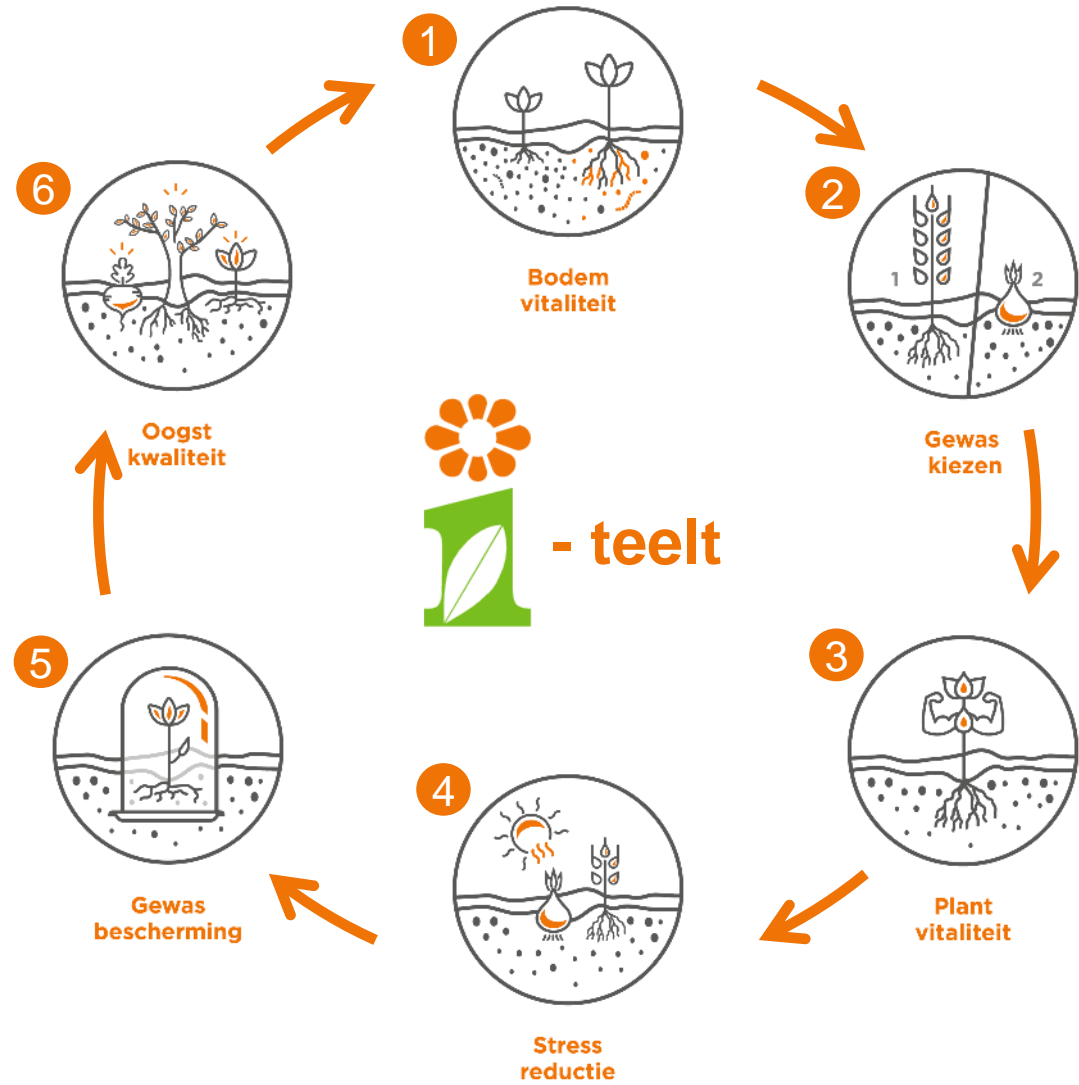 1
Bodem
vitaliteit
2
1
2
Gewas
kiezen
3
Plant
vitaliteit
4
Stress
reductie
5
Gewas
bescherming
6
Oogst
kwaliteit
i - teelt